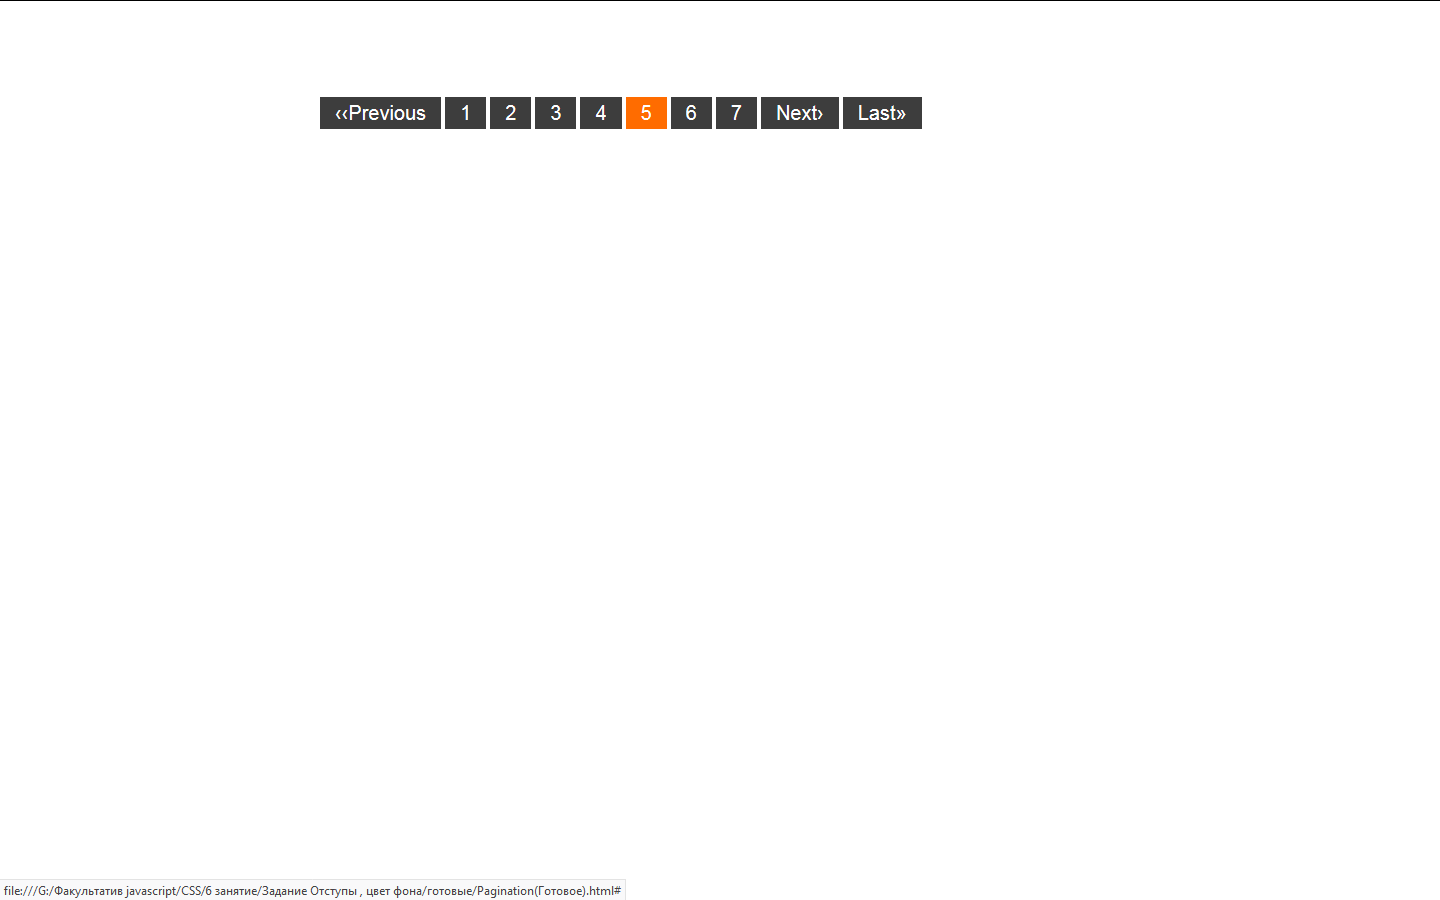 ‹‹Previous 1 2 3 4 5 6 7 Next› Last»
file:///G:/Факультатив javascript/CSS/6 занятие/Задание Отступы , цвет фона/готовые/Pagination(Готовое).html#